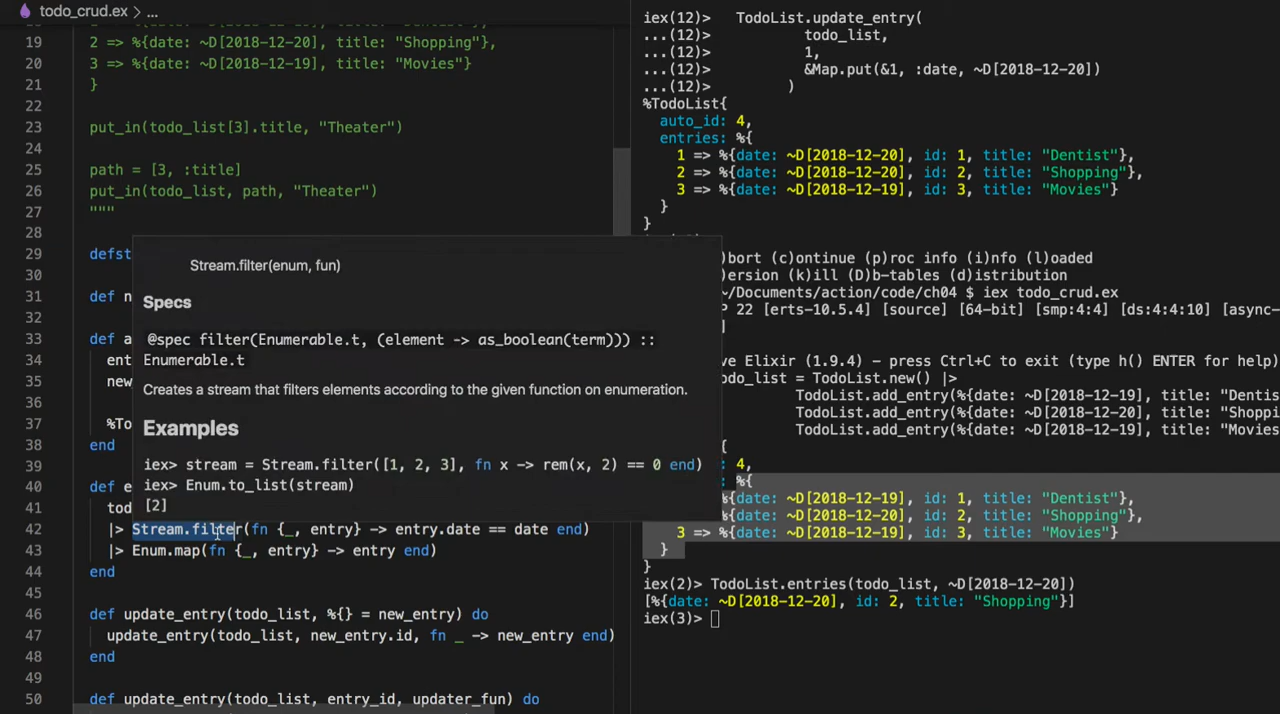 todo_crud.ex > ...
19 2 => %{date: ~D[2018-12-20], title: "Shopping"},
20 3 => %{date: ~D[2018-12-19], title: "Movies"}
21 }
22
23 put_in(todo_list[3].title, "Theater")
24
25 path = [3, :title]
26 put_in(todo_list, path, "Theater")
27 """
28
29 defst
30
31 def n
32
33 def a
34 ent
35 new
36
37 %To
38 end
39
40 def e
41 tod
42 |> Stream.filter(fn {_, entry} -> entry.date == date end)
43 |> Enum.map(fn {_, entry} -> entry end)
44 end
45
46 def update_entry(todo_list, %{} = new_entry) do
47 update_entry(todo_list, new_entry.id, fn _ -> new_entry end)
48 end
49
50 def update_entry(todo_list, entry_id, updater_fun) do
Stream.filter(enum, fun)
Specs
@spec filter(Enumerable.t, (element -> as_boolean(term))) ::
Enumerable.t
Creates a stream that filters elements according to the given function on enumeration.
Examples
iex> stream = Stream.filter([1, 2, 3], fn x -> rem(x, 2) == 0 end)
iex> Enum.to_list(stream)
[2]
iex(12)> TodoList.update_entry(
...(12)> todo_list,
...(12)> 1,
...(12)> &Map.put(&1, :date, ~D[2018-12-20])
...(12)> )
%TodoList{
auto_id: 4,
entries: %{
1 => %{date: ~D[2018-12-20], id: 1, title: "Dentist"},
2 => %{date: ~D[2018-12-20], id: 2, title: "Shopping"},
3 => %{date: ~D[2018-12-19], id: 3, title: "Movies"}
}
}
)bort (c)ontinue (p)roc info (i)nfo (l)oaded
)ersion (k)ill (D)b-tables (d)istribution
~/Documents/action/code/ch04 $ iex todo_crud.ex
P 22 [erts-10.5.4] [source] [64-bit] [smp:4:4] [ds:4:4:10] [async-
]
ve Elixir (1.9.4) - press Ctrl+C to exit (type h() ENTER for help)
odo_list = TodoList.new() |>
TodoList.add_entry(%{date: ~D[2018-12-19], title: "Dentis
TodoList.add_entry(%{date: ~D[2018-12-20], title: "Shoppi
TodoList.add_entry(%{date: ~D[2018-12-19], title: "Movies
{
: 4,
: %{
%{date: ~D[2018-12-19], id: 1, title: "Dentist"},
%{date: ~D[2018-12-20], id: 2, title: "Shopping"},
3 => %{date: ~D[2018-12-19], id: 3, title: "Movies"}
}
}
iex(2)> TodoList.entries(todo_list, ~D[2018-12-20])
[%{date: ~D[2018-12-20], id: 2, title: "Shopping"}]
iex(3)>